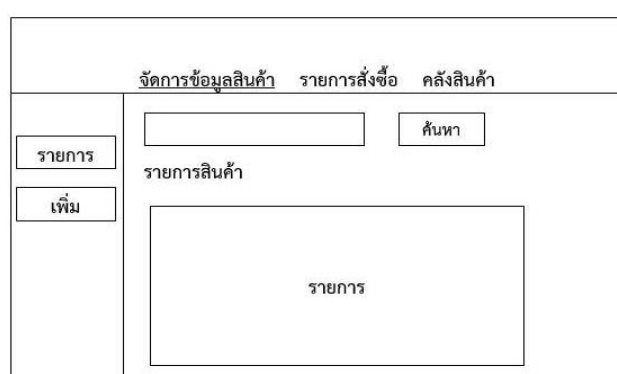 จัดการข้อมูลสินค้า รายการสั่งซื้อ คลังสินค้า
ค้นหา
รายการ
รายการสินค้า
เพิ่ม
รายการ